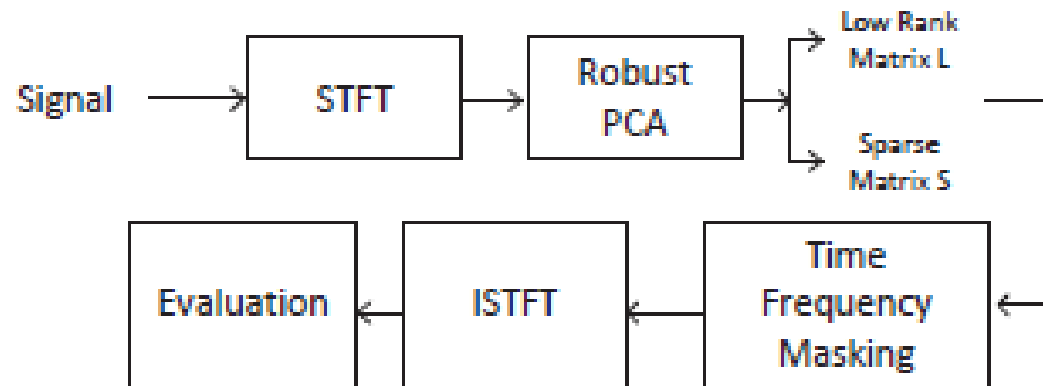 Signal
STFT
Robust
PCA
Low Rank
Matrix L
Sparse
Matrix S
Time
Frequency
Masking
ISTFT
Evaluation